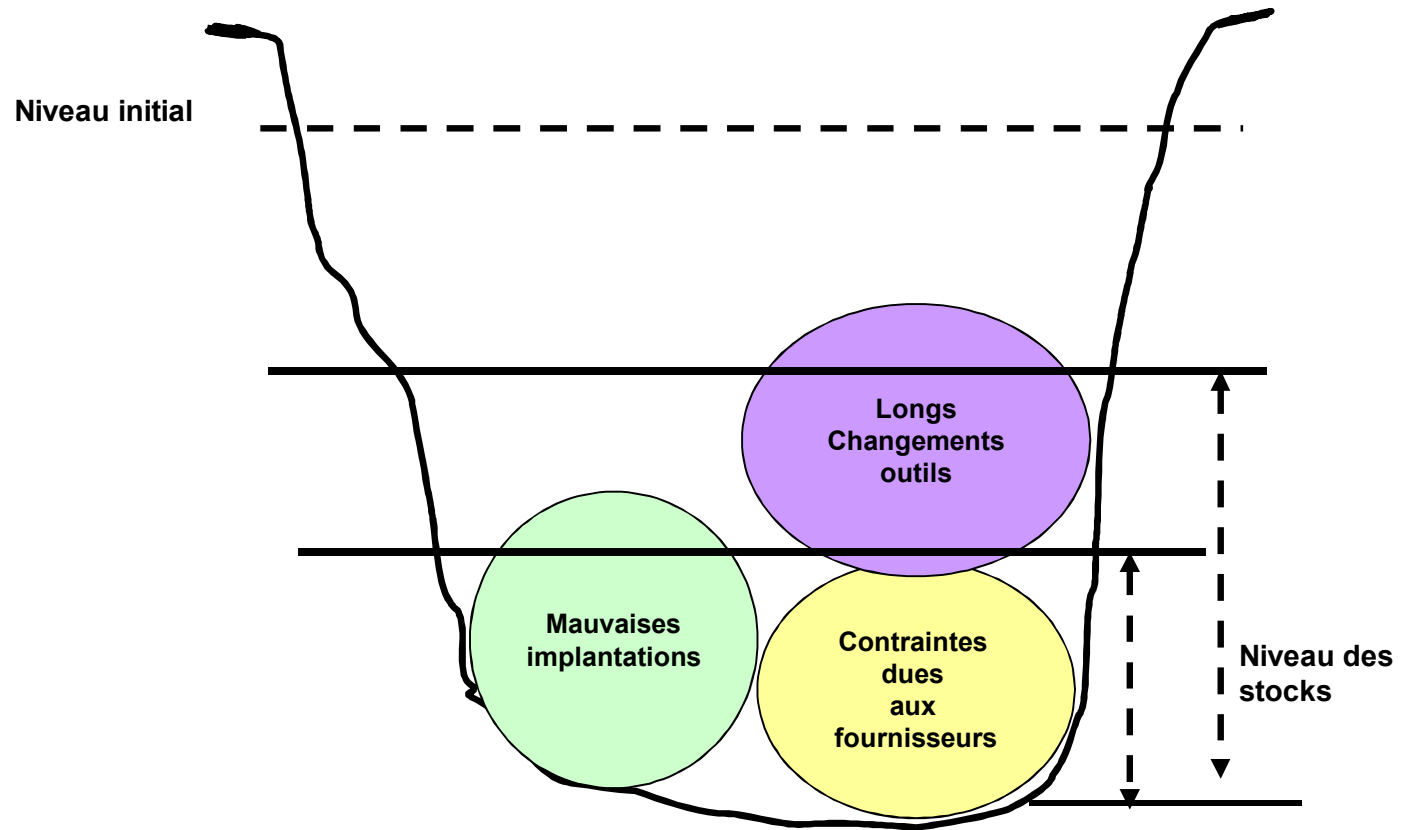 Niveau initial
Longs
Changements
outils
Mauvaises
implantations
Contraintes
dues
aux
fournisseurs
Niveau des
stocks